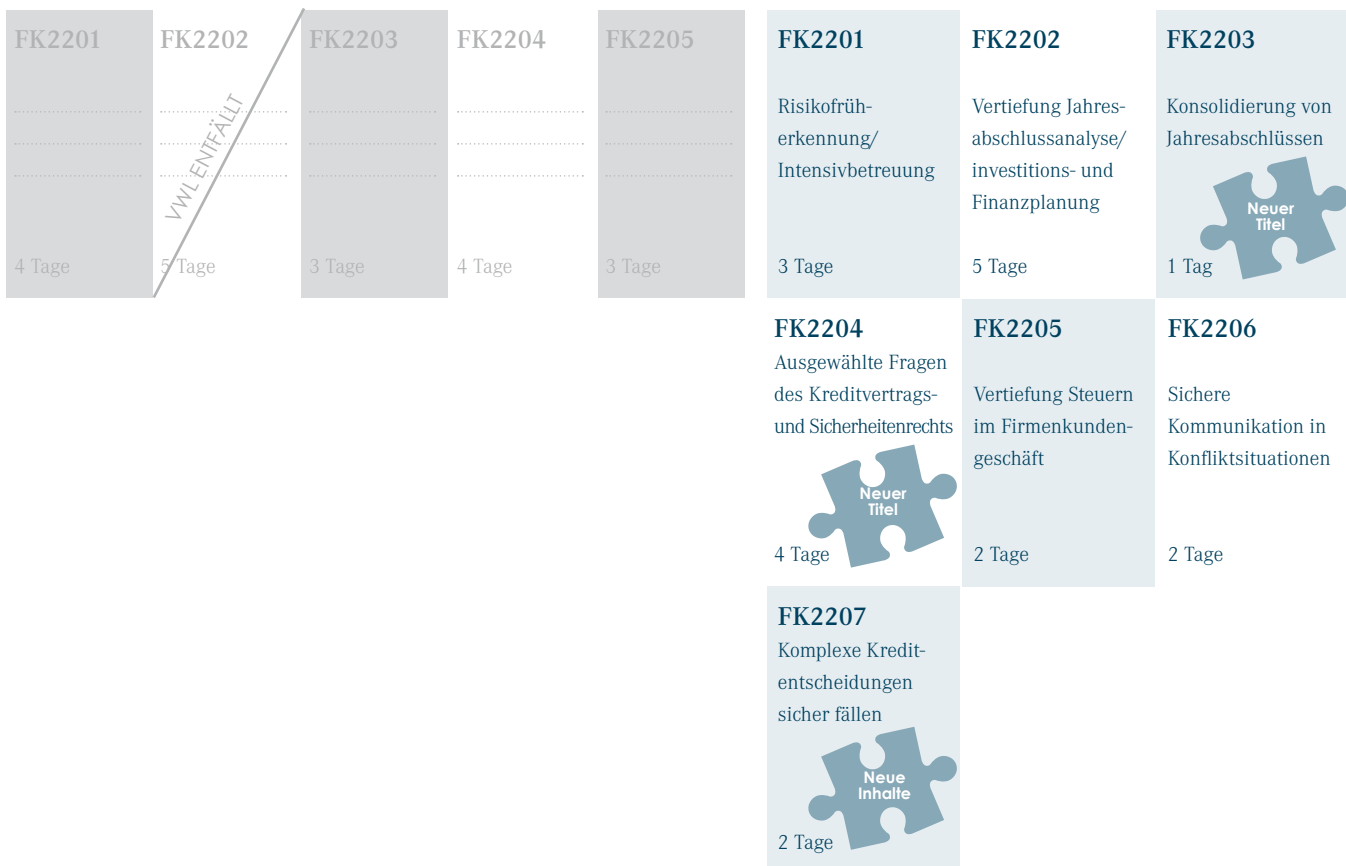 FK2201
4 Tage
FK2202
VWL ENTFÄLLT
5 Tage
FK2203
3 Tage
FK2204
4 Tage
FK2205
3 Tage
FK2201
Risikofrüh-
erkennung/
Intensivbetreuung
3 Tage
FK2202
Vertiefung Jahres-
abschlussanalyse/
investitions- und
Finanzplanung
5 Tage
FK2203
Konsolidierung von
Jahresabschlüssen
Neuer
Titel
1 Tag
FK2204
Ausgewählte Fragen
des Kreditvertrags-
und Sicherheitenrechts
Neuer
Titel
4 Tage
FK2205
Vertiefung Steuern
im Firmenkunden-
geschäft
2 Tage
FK2206
Sichere
Kommunikation in
Konfliktsituationen
2 Tage
FK2207
Komplexe Kredit-
entscheidungen
sicher fällen
Neue
Inhalte
2 Tage